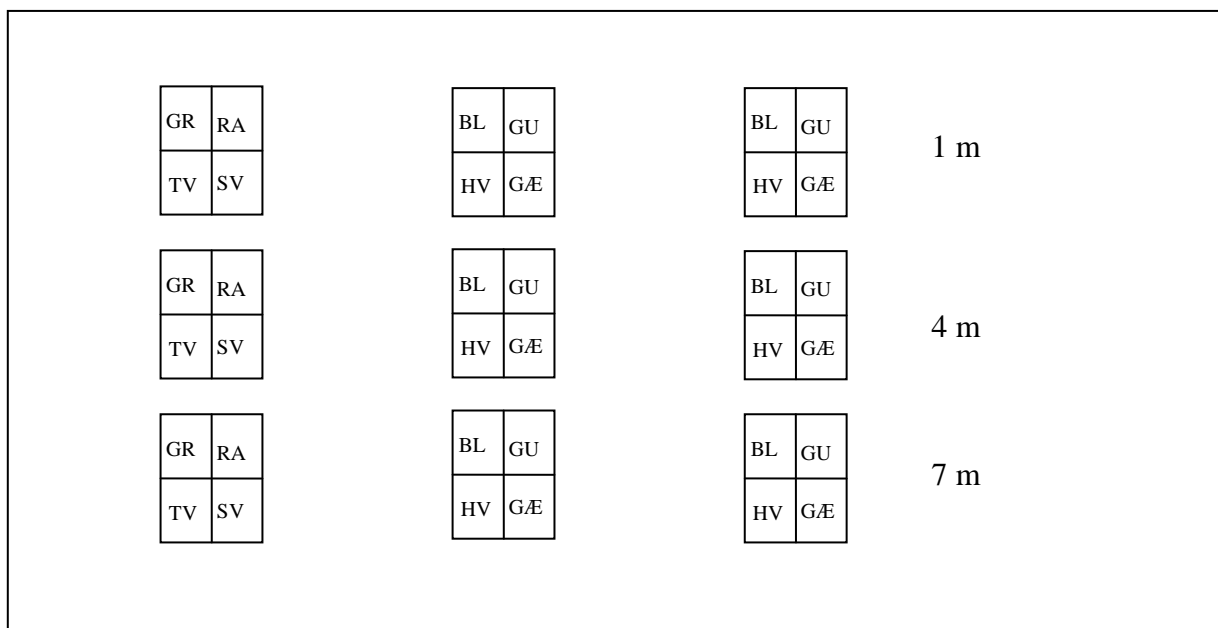 GR RA BL GU BL GU
1 m
TV SV HV GÆ HV GÆ
GR RA BL GU BL GU
4 m
TV SV HV GÆ HV GÆ
GR RA BL GU BL GU
7 m
TV SV HV GÆ HV GÆ